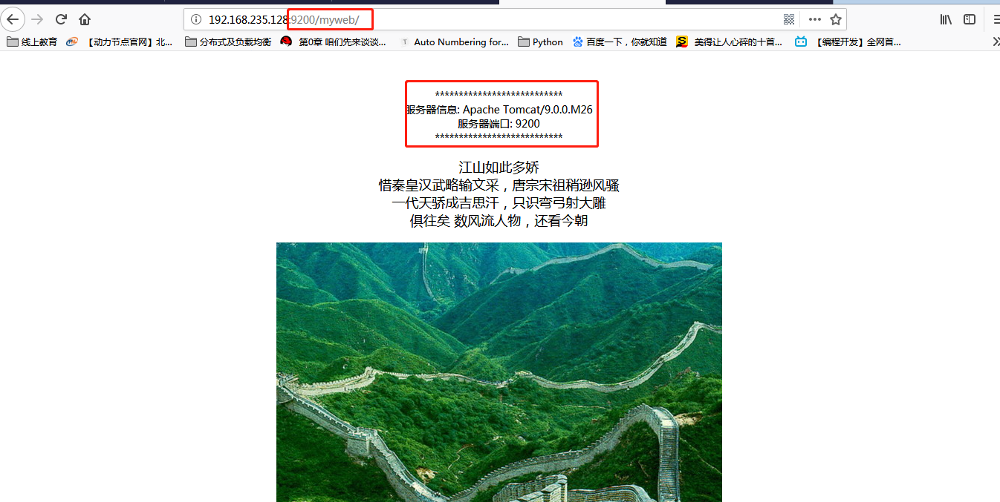 192.168.235.128:9200/myweb/
线上教育 【动力节点官网】北... 分布式及负载均衡 第0章 咱们先来谈谈... Auto Numbering for... Python 百度一下，你就知道 美得让人心碎的十首... 【编程开发】全网首...
***************************
服务器信息: Apache Tomcat/9.0.0.M26
服务器端口: 9200
***************************
江山如此多娇
惜秦皇汉武略输文采，唐宗宋祖稍逊风骚
一代天骄成吉思汗，只识弯弓射大雕
俱往矣 数风流人物，还看今朝